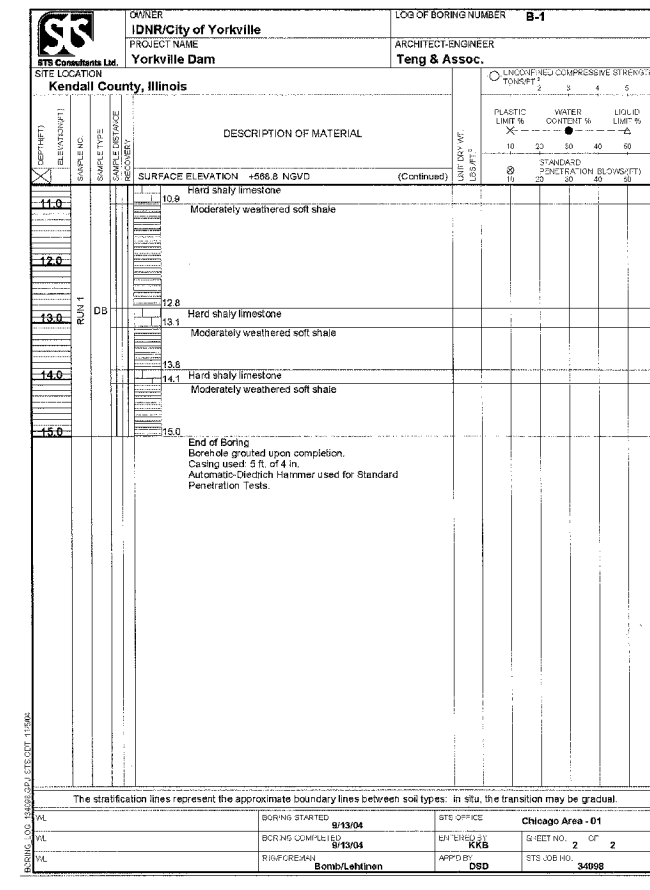 STS
STS Consultants Ltd.
OWNER
IDNR/City of Yorkville
LOG OF BORING NUMBER B-1
PROJECT NAME
Yorkville Dam
ARCHITECT-ENGINEER
Teng & Assoc.
SITE LOCATION
Kendall County, Illinois
UNCONFINED COMPRESSIVE STRENGTH
TONS/FT 2
2 3 4 5
DEPTH(FT)
ELEVATION(FT)
SAMPLE NO.
SAMPLE TYPE
SAMPLE DISTANCE
RECOVERY
DESCRIPTION OF MATERIAL
UNIT DRY WT.
LBS./FT 3
PLASTIC LIMIT %
WATER CONTENT %
LIQUID LIMIT %
10 20 30 40 50
STANDARD
PENETRATION BLOWS/(FT)
10 20 30 40 50
SURFACE ELEVATION +568.8 NGVD (Continued)
Hard shaly limestone
10.9
11.0
Moderately weathered soft shale
12.0
12.8
RUN 1
DB
13.0
Hard shaly limestone
13.1
Moderately weathered soft shale
13.8
14.0
Hard shaly limestone
14.1
Moderately weathered soft shale
15.0
15.0
End of Boring
Borehole grouted upon completion.
Casing used: 5 ft. of 4 in.
Automatic-Diedrich Hammer used for Standard
Penetration Tests.
The stratification lines represent the approximate boundary lines between soil types: in situ, the transition may be gradual.
WL
BORING STARTED
9/13/04
STS OFFICE
Chicago Area - 01
WL
BORING COMPLETED
9/13/04
ENTERED BY
KKB
SHEET NO. 2 OF 2
WL
RIG/FOREMAN
Bomb/Lehtinen
APP'D BY
DSD
STS JOB NO.
34098